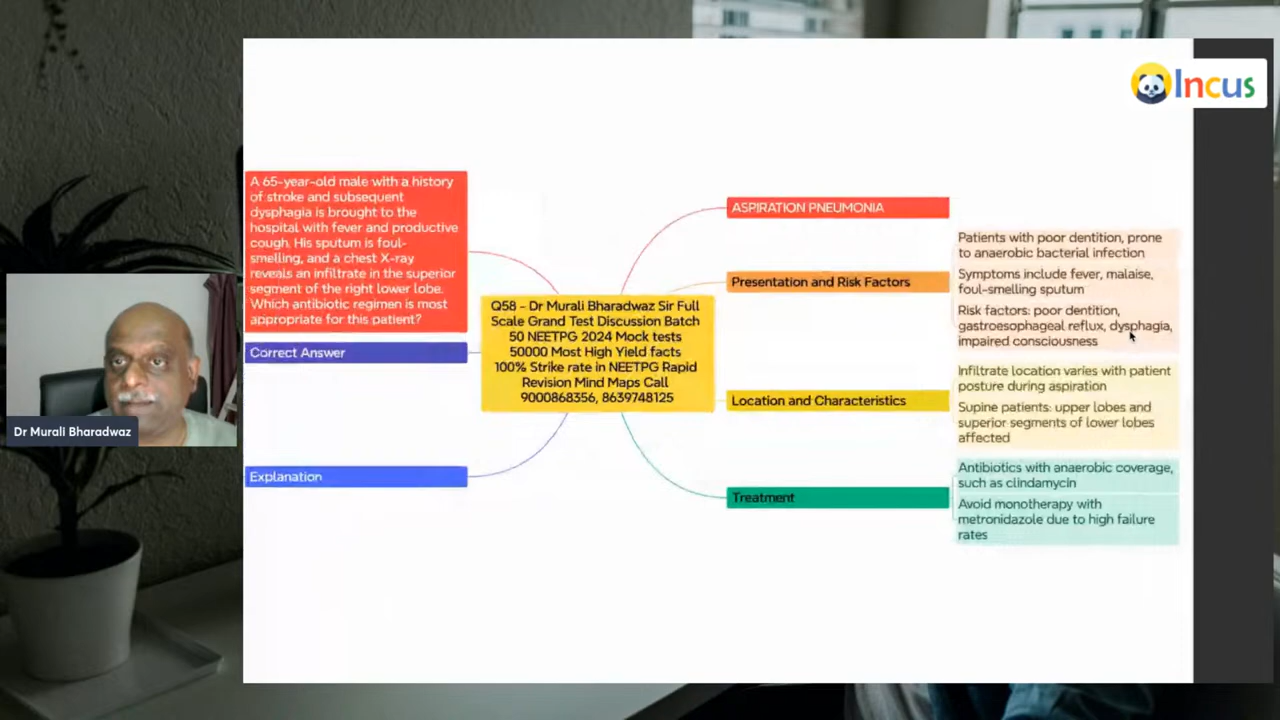 Incus
A 65-year-old male with a history
of stroke and subsequent
dysphagia is brought to the
hospital with fever and productive
cough. His sputum is foul-
smelling, and a chest X-ray
reveals an infiltrate in the superior
segment of the right lower lobe.
Which antibiotic regimen is most
appropriate for this patient?
Correct Answer
Explanation
Q58 - Dr Murali Bharadwaz Sir Full
Scale Grand Test Discussion Batch
50 NEETPG 2024 Mock tests
50000 Most High Yield facts
100% Strike rate in NEETPG Rapid
Revision Mind Maps Call
9000868356, 8639748125
ASPIRATION PNEUMONIA
Presentation and Risk Factors
Patients with poor dentition, prone
to anaerobic bacterial infection
Symptoms include fever, malaise,
foul-smelling sputum
Risk factors: poor dentition,
gastroesophageal reflux, dysphagia,
impaired consciousness
Location and Characteristics
Infiltrate location varies with patient
posture during aspiration
Supine patients: upper lobes and
superior segments of lower lobes
affected
Treatment
Antibiotics with anaerobic coverage,
such as clindamycin
Avoid monotherapy with
metronidazole due to high failure
rates
Dr Murali Bharadwaz